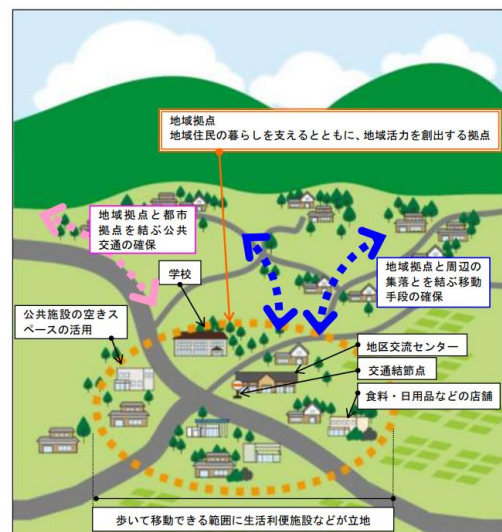 地域拠点
地域住民の暮らしを支えるとともに、地域活力を創出する拠点
地域拠点と都市
拠点を結ぶ公共
交通の確保
学校
地域拠点と周辺の
集落とを結ぶ移動
手段の確保
公共施設の空きス
ペースの活用
地区交流センター
交通結節点
食料・日用品などの店舗
歩いて移動できる範囲に生活利便施設などが立地